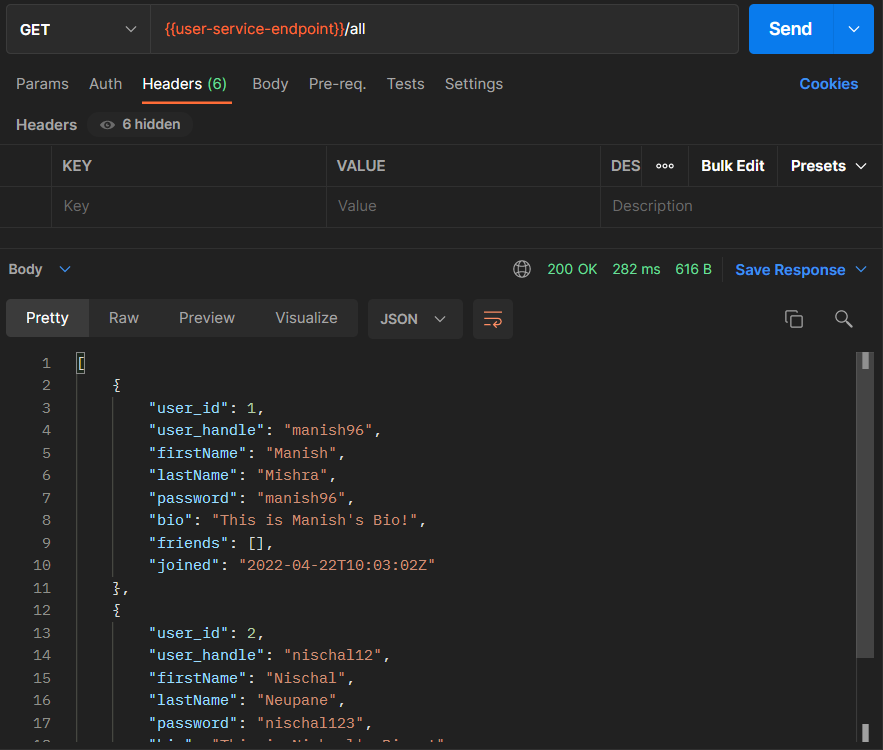 GET {{user-service-endpoint}}/all Send
Params Auth Headers (6) Body Pre-req. Tests Settings Cookies
Headers 6 hidden
KEY VALUE DES ooo Bulk Edit Presets
Key Value Description
Body 200 OK 282 ms 616 B Save Response
Pretty Raw Preview Visualize JSON
1 [
2 {
3 "user_id": 1,
4 "user_handle": "manish96",
5 "firstName": "Manish",
6 "lastName": "Mishra",
7 "password": "manish96",
8 "bio": "This is Manish's Bio!",
9 "friends": [],
10 "joined": "2022-04-22T10:03:02Z"
11 },
12 {
13 "user_id": 2,
14 "user_handle": "nischal12",
15 "firstName": "Nischal",
16 "lastName": "Neupane",
17 "password": "nischal123",